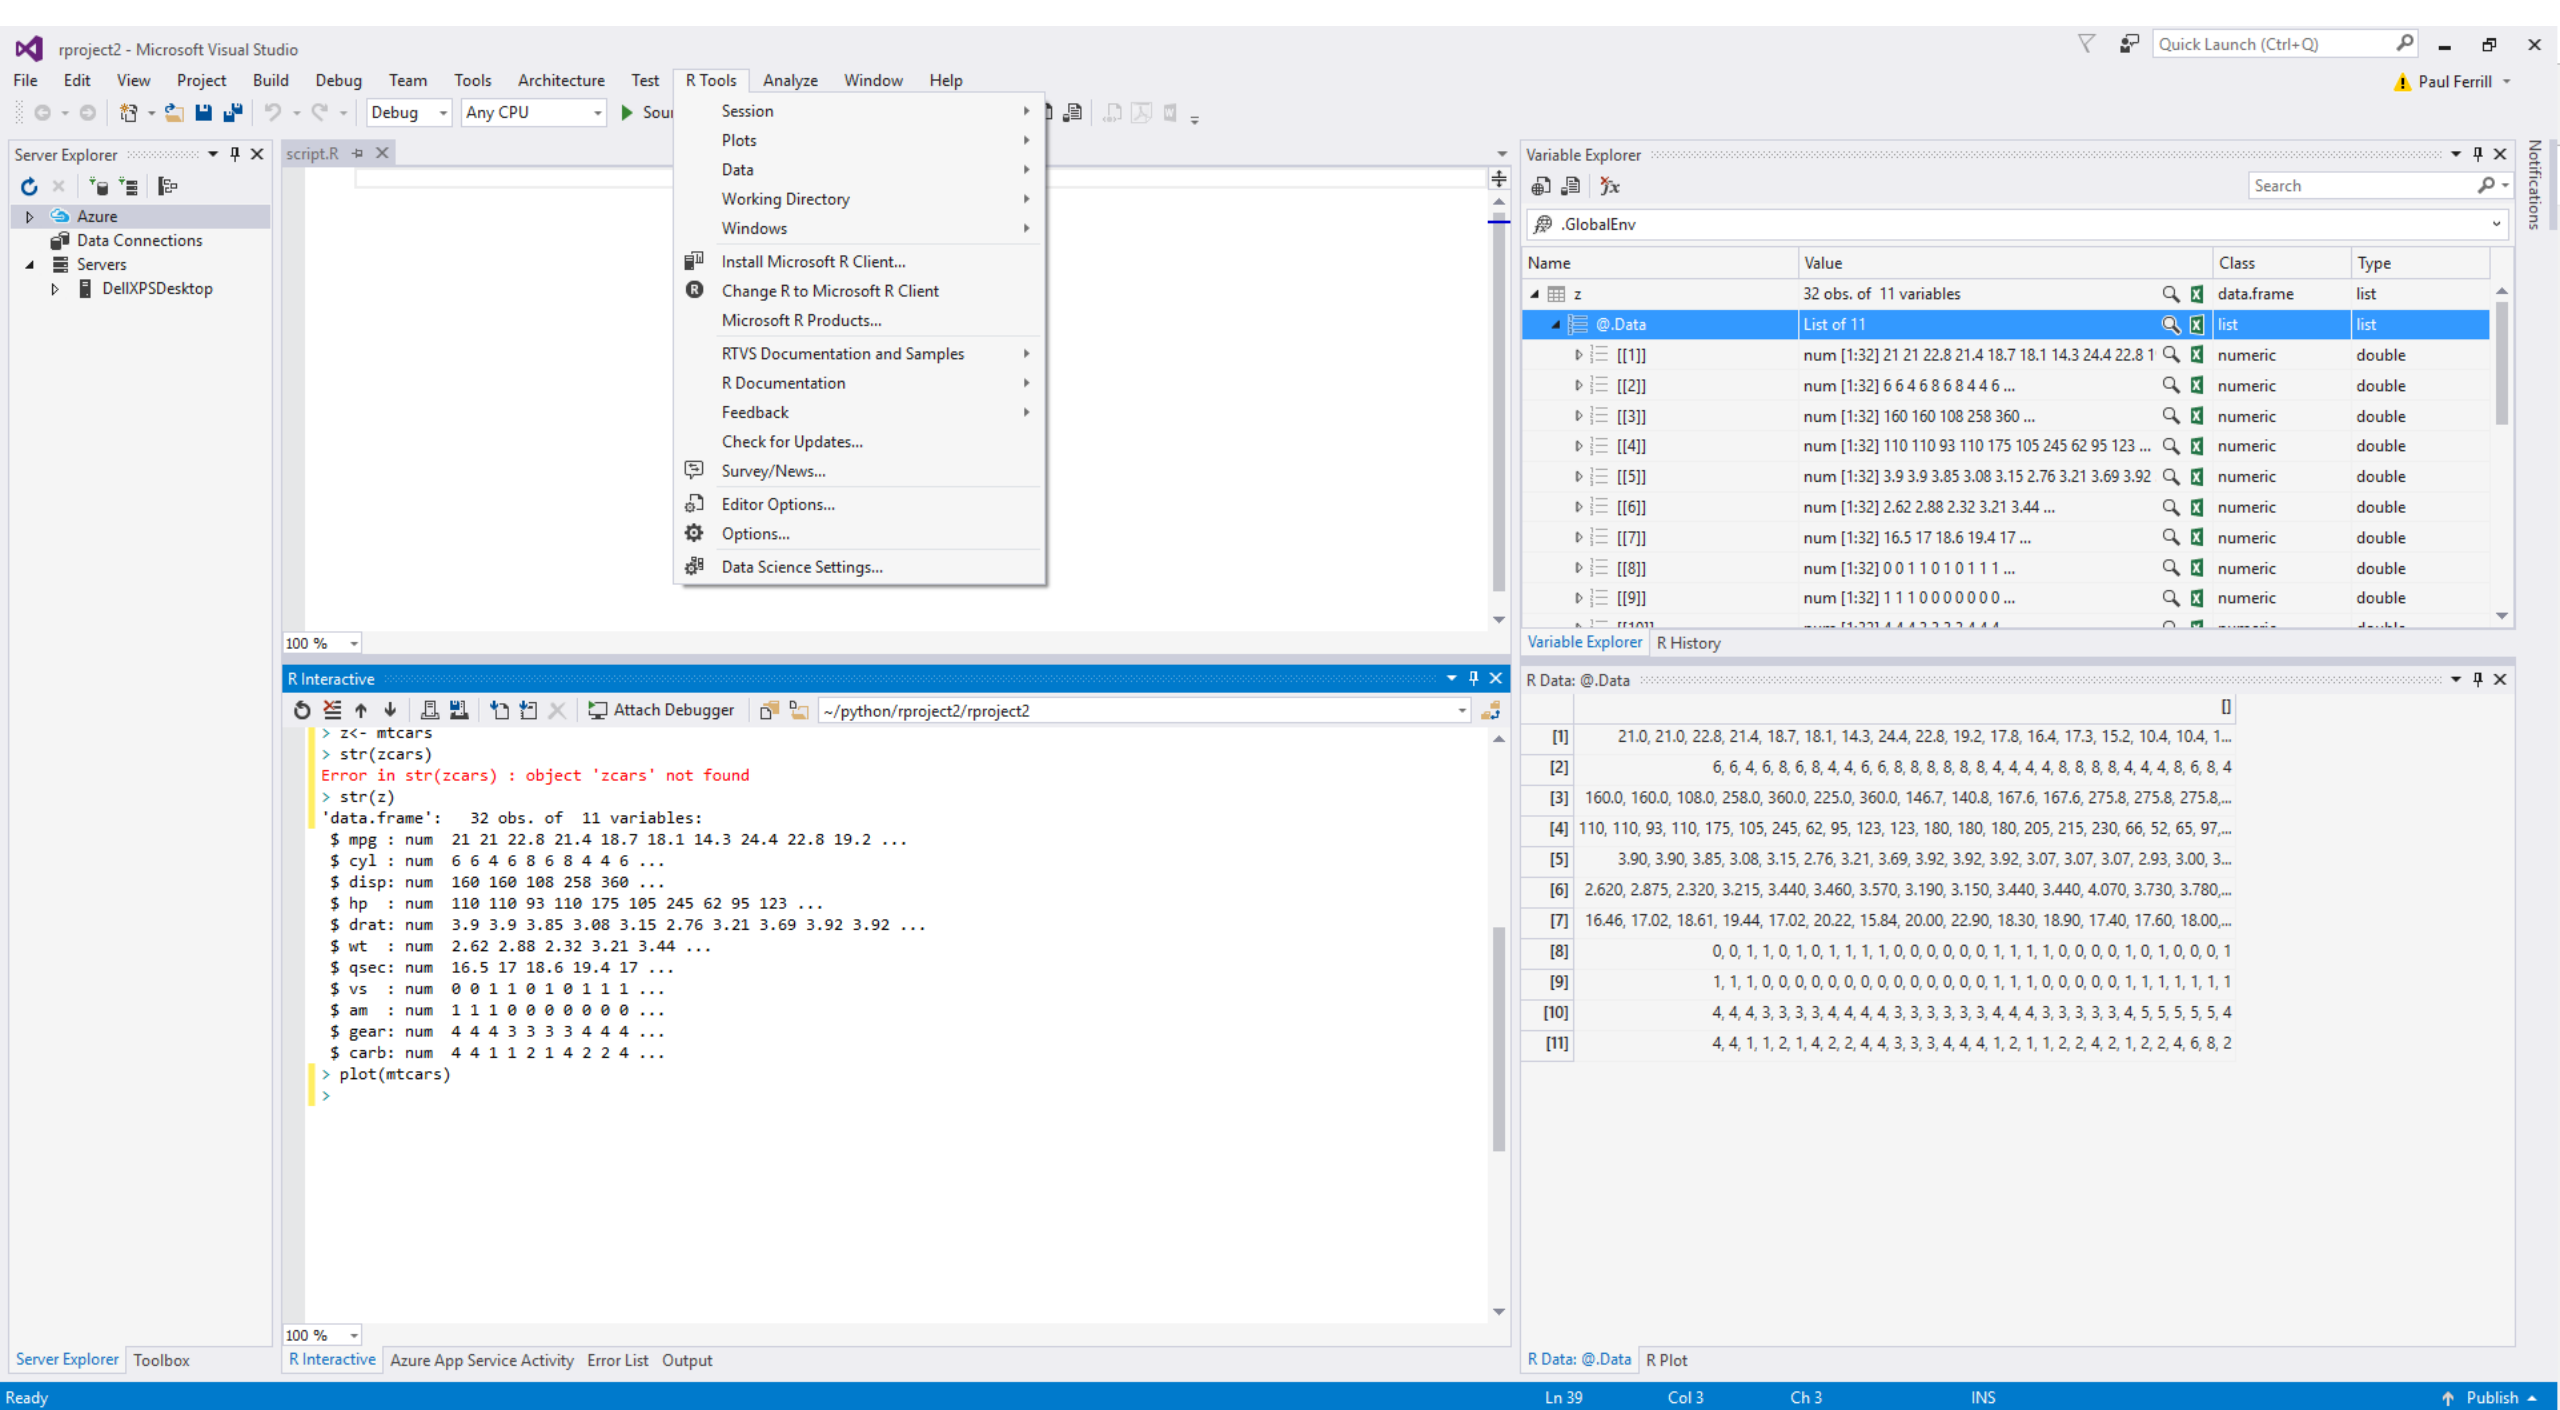 rproject2 - Microsoft Visual Studio
Quick Launch (Ctrl+Q)
File Edit View Project Build Debug Team Tools Architecture Test R Tools Analyze Window Help
Paul Ferrill
Debug Any CPU Sour
Server Explorer
Azure
Data Connections
Servers
DellXPSDesktop
script.R
Session
Plots
Data
Working Directory
Windows
Install Microsoft R Client...
Change R to Microsoft R Client
Microsoft R Products...
RTVS Documentation and Samples
R Documentation
Feedback
Check for Updates...
Survey/News...
Editor Options...
Options...
Data Science Settings...
100 %
Variable Explorer
Search
.GlobalEnv
Name Value Class Type
z 32 obs. of 11 variables data.frame list
@.Data List of 11 list list
[[1]] num [1:32] 21 21 22.8 21.4 18.7 18.1 14.3 24.4 22.8 1 numeric double
[[2]] num [1:32] 6 6 4 6 8 6 8 4 4 6 ... numeric double
[[3]] num [1:32] 160 160 108 258 360 ... numeric double
[[4]] num [1:32] 110 110 93 110 175 105 245 62 95 123 ... numeric double
[[5]] num [1:32] 3.9 3.9 3.85 3.08 3.15 2.76 3.21 3.69 3.92 numeric double
[[6]] num [1:32] 2.62 2.88 2.32 3.21 3.44 ... numeric double
[[7]] num [1:32] 16.5 17 18.6 19.4 17 ... numeric double
[[8]] num [1:32] 0 0 1 1 0 1 0 1 1 1 ... numeric double
[[9]] num [1:32] 1 1 1 0 0 0 0 0 0 0 ... numeric double
[[10]] num [1:32] 4 4 4 3 3 3 3 4 4 4 numeric double
Variable Explorer R History
Notifications
R Interactive
Attach Debugger ~/python/rproject2/rproject2
> z<- mtcars
> str(zcars)
Error in str(zcars) : object 'zcars' not found
> str(z)
'data.frame': 32 obs. of 11 variables:
$ mpg : num 21 21 22.8 21.4 18.7 18.1 14.3 24.4 22.8 19.2 ...
$ cyl : num 6 6 4 6 8 6 8 4 4 6 ...
$ disp: num 160 160 108 258 360 ...
$ hp : num 110 110 93 110 175 105 245 62 95 123 ...
$ drat: num 3.9 3.9 3.85 3.08 3.15 2.76 3.21 3.69 3.92 3.92 ...
$ wt : num 2.62 2.88 2.32 3.21 3.44 ...
$ qsec: num 16.5 17 18.6 19.4 17 ...
$ vs : num 0 0 1 1 0 1 0 1 1 1 ...
$ am : num 1 1 1 0 0 0 0 0 0 0 ...
$ gear: num 4 4 4 3 3 3 3 4 4 4 ...
$ carb: num 4 4 1 1 2 1 4 2 2 4 ...
> plot(mtcars)
>
100 %
R Data: @.Data
[]
[1] 21.0, 21.0, 22.8, 21.4, 18.7, 18.1, 14.3, 24.4, 22.8, 19.2, 17.8, 16.4, 17.3, 15.2, 10.4, 10.4, 1...
[2] 6, 6, 4, 6, 8, 6, 8, 4, 4, 6, 6, 8, 8, 8, 8, 8, 8, 4, 4, 4, 4, 8, 8, 8, 8, 4, 4, 4, 8, 6, 8, 4
[3] 160.0, 160.0, 108.0, 258.0, 360.0, 225.0, 360.0, 146.7, 140.8, 167.6, 167.6, 275.8, 275.8, 275.8,...
[4] 110, 110, 93, 110, 175, 105, 245, 62, 95, 123, 123, 180, 180, 180, 205, 215, 230, 66, 52, 65, 97,...
[5] 3.90, 3.90, 3.85, 3.08, 3.15, 2.76, 3.21, 3.69, 3.92, 3.92, 3.92, 3.07, 3.07, 3.07, 2.93, 3.00, 3...
[6] 2.620, 2.875, 2.320, 3.215, 3.440, 3.460, 3.570, 3.190, 3.150, 3.440, 3.440, 4.070, 3.730, 3.780,...
[7] 16.46, 17.02, 18.61, 19.44, 17.02, 20.22, 15.84, 20.00, 22.90, 18.30, 18.90, 17.40, 17.60, 18.00,...
[8] 0, 0, 1, 1, 0, 1, 0, 1, 1, 1, 1, 0, 0, 0, 0, 0, 0, 1, 1, 1, 1, 0, 0, 0, 0, 1, 0, 1, 0, 0, 0, 1
[9] 1, 1, 1, 0, 0, 0, 0, 0, 0, 0, 0, 0, 0, 0, 0, 0, 0, 1, 1, 1, 0, 0, 0, 0, 0, 1, 1, 1, 1, 1, 1, 1
[10] 4, 4, 4, 3, 3, 3, 3, 4, 4, 4, 4, 3, 3, 3, 3, 3, 3, 4, 4, 4, 3, 3, 3, 3, 3, 4, 5, 5, 5, 5, 5, 4
[11] 4, 4, 1, 1, 2, 1, 4, 2, 2, 4, 4, 3, 3, 3, 4, 4, 4, 1, 2, 1, 1, 2, 2, 4, 2, 1, 2, 2, 4, 6, 8, 2
Server Explorer Toolbox
R Interactive Azure App Service Activity Error List Output
R Data: @.Data R Plot
Ready Ln 39 Col 3 Ch 3 INS Publish